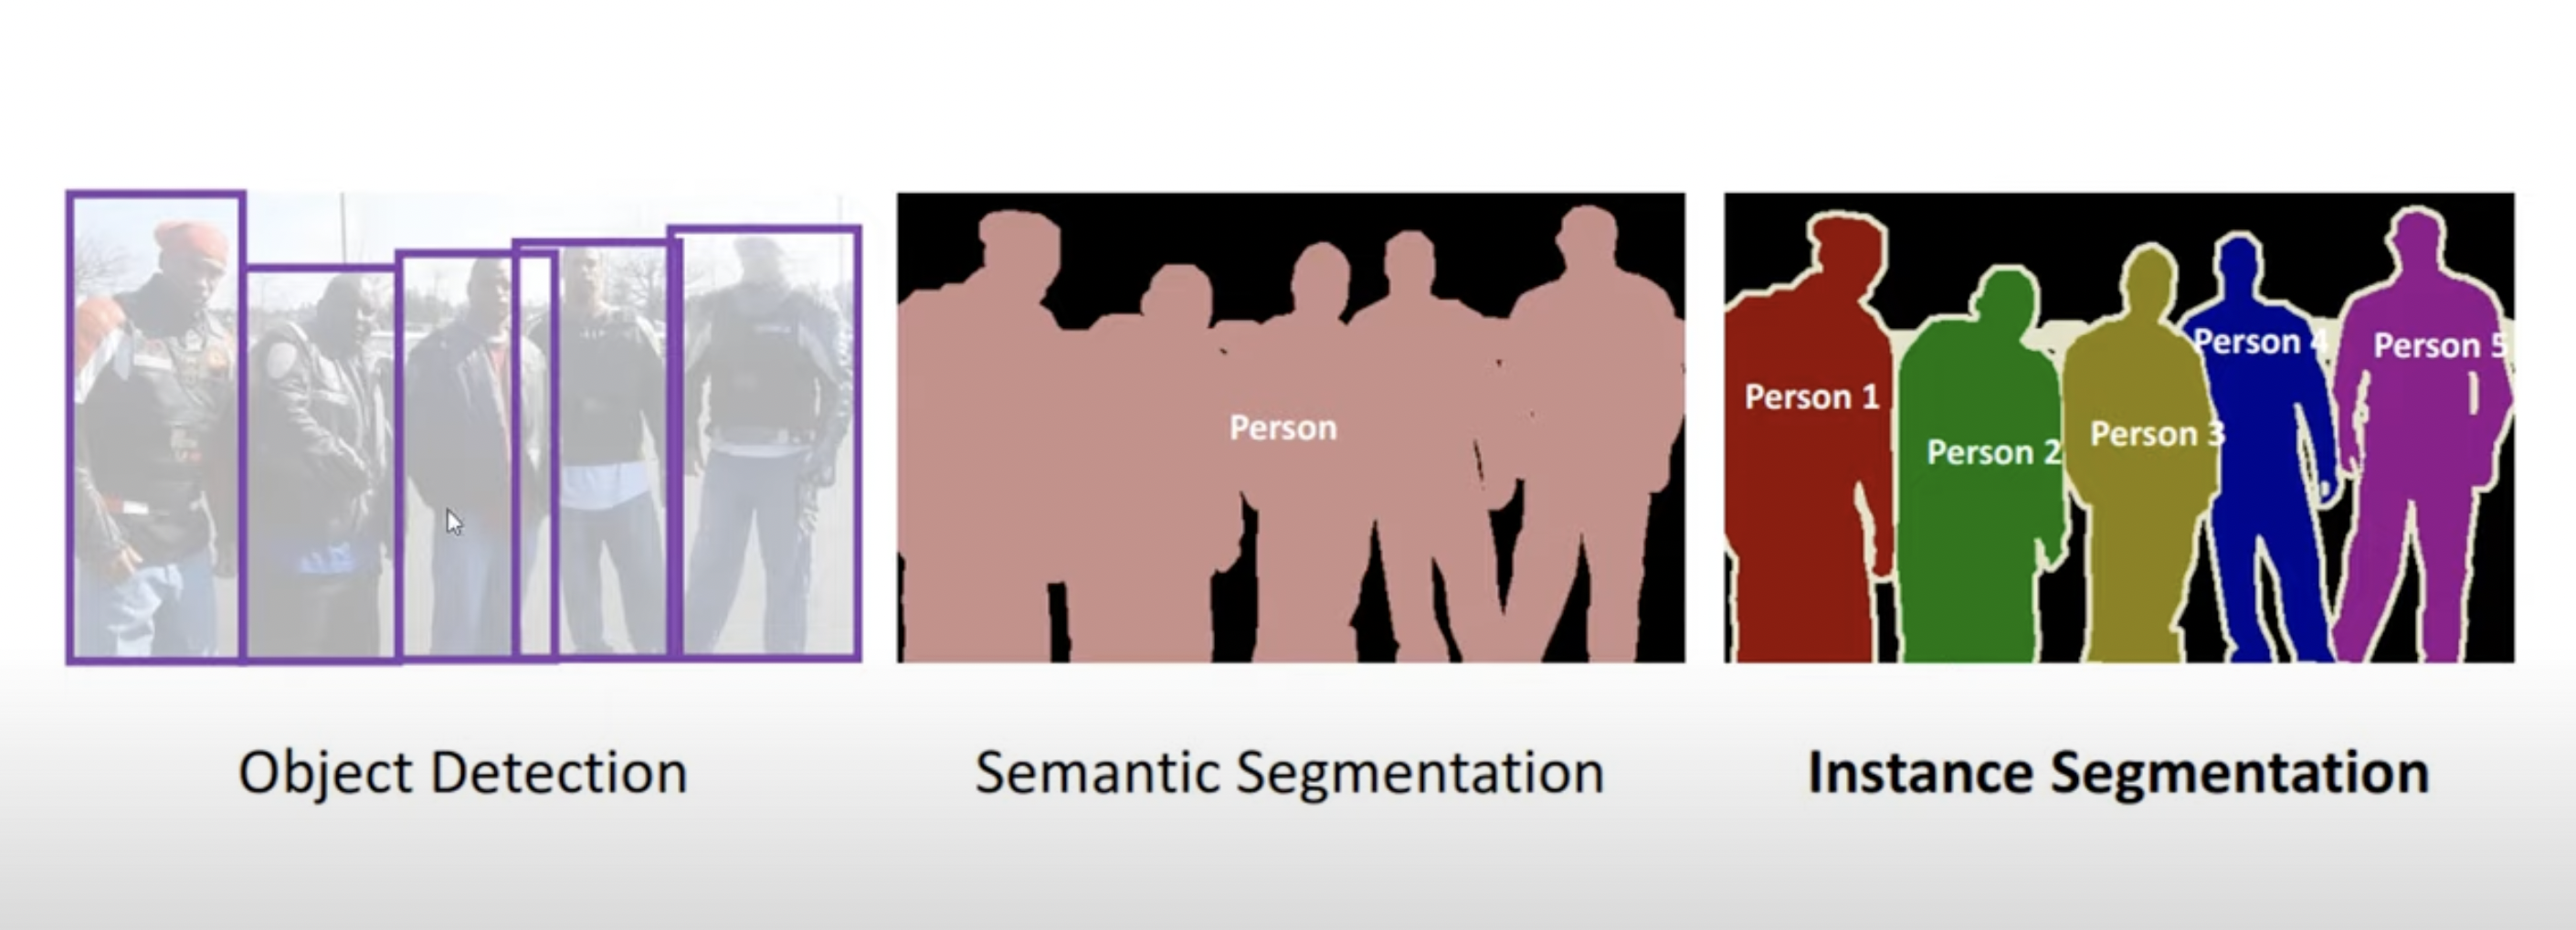 Person
Person 1
Person 2
Person 3
Person 4
Person 5
Object Detection
Semantic Segmentation
Instance Segmentation